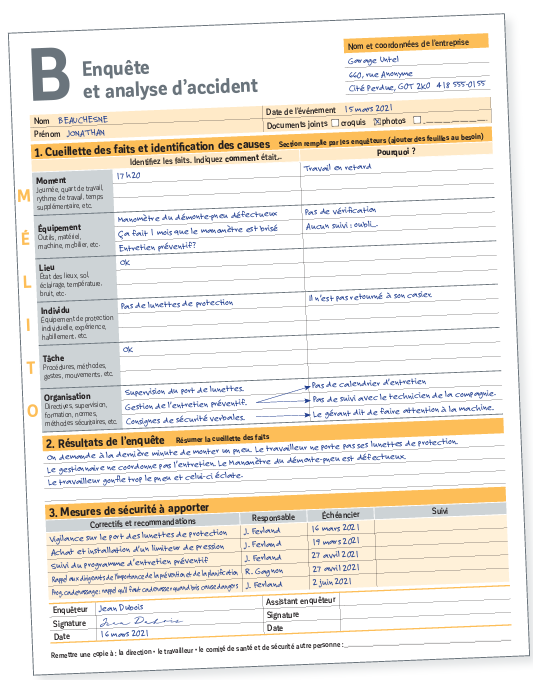 B
Enquête
et analyse d'accident
Nom et coordonnées de l'entreprise
Garage Untel
660, rue Anonyme
Cité Perdue, G0T 2K0 418 555-0155
Nom BEAUCHESNE
Prénom JONATHAN
Date de l'événement 15 mars 2021
Documents joints croquis photos
1. Cueillette des faits et identification des causes Section remplie par les enquêteurs (ajouter des feuilles au besoin)
Identifiez les faits. Indiquez comment était... Pourquoi ?
M
Moment
Journée, quart de travail,
rythme de travail, temps
supplémentaire, etc.
17 h 20
Travail en retard
É
Équipement
Outils, matériel,
machine, mobilier, etc.
Manomètre du démonte-pneu défectueux Pas de vérification
Ça fait 1 mois que le manomètre est brisé Aucun suivi : oubli...
Entretien préventif?
L
Lieu
État des lieux, sol
éclairage, température,
bruit, etc.
Ok
I
Individu
Équipement de protection
individuelle, expérience,
habillement, etc.
Pas de lunettes de protection Il n'est pas retourné à son casier.
T
Tâche
Procédures, méthodes,
gestes, mouvements, etc.
Ok
O
Organisation
Directives, supervision,
formation, normes,
méthodes sécuritaires, etc.
Supervision du port de lunettes. Pas de calendrier d'entretien
Gestion de l'entretien préventif. Pas de suivi avec le technicien de la compagnie.
Consignes de sécurité verbales. Le gérant dit de faire attention à la machine.
2. Résultats de l'enquête Résumer la cueillette des faits
On demande à la dernière minute de monter un pneu. Le travailleur ne porte pas ses lunettes de protection.
Le gestionnaire ne coordonne pas l'entretien. Le Manomètre du démonte-pneu est défectueux.
Le travailleur gonfle trop le pneu et celui-ci éclate.
3. Mesures de sécurité à apporter
Correctifs et recommandations Responsable Échéancier Suivi
Vigilance sur le port des lunettes de protection J. Ferland 16 mars 2021
Achat et installation d'un limiteur de pression J. Ferland 19 mars 2021
Suivi du programme d'entretien préventif J. Ferland 27 avril 2021
Rappel aux dirigeants de l'importance de la prévention et de la planification R. Gagnon 27 avril 2021
Prog. cadenassage: rappel qu'il faut cadenasser quand bris cause dangers J. Ferland 2 juin 2021
Enquêteur Jean Dubois Assistant enquêteur
Signature Jean Dubois Signature
Date 16 mars 2021 Date
Remettre une copie à : la direction • le travailleur • le comité de santé et de sécurité autre personne :